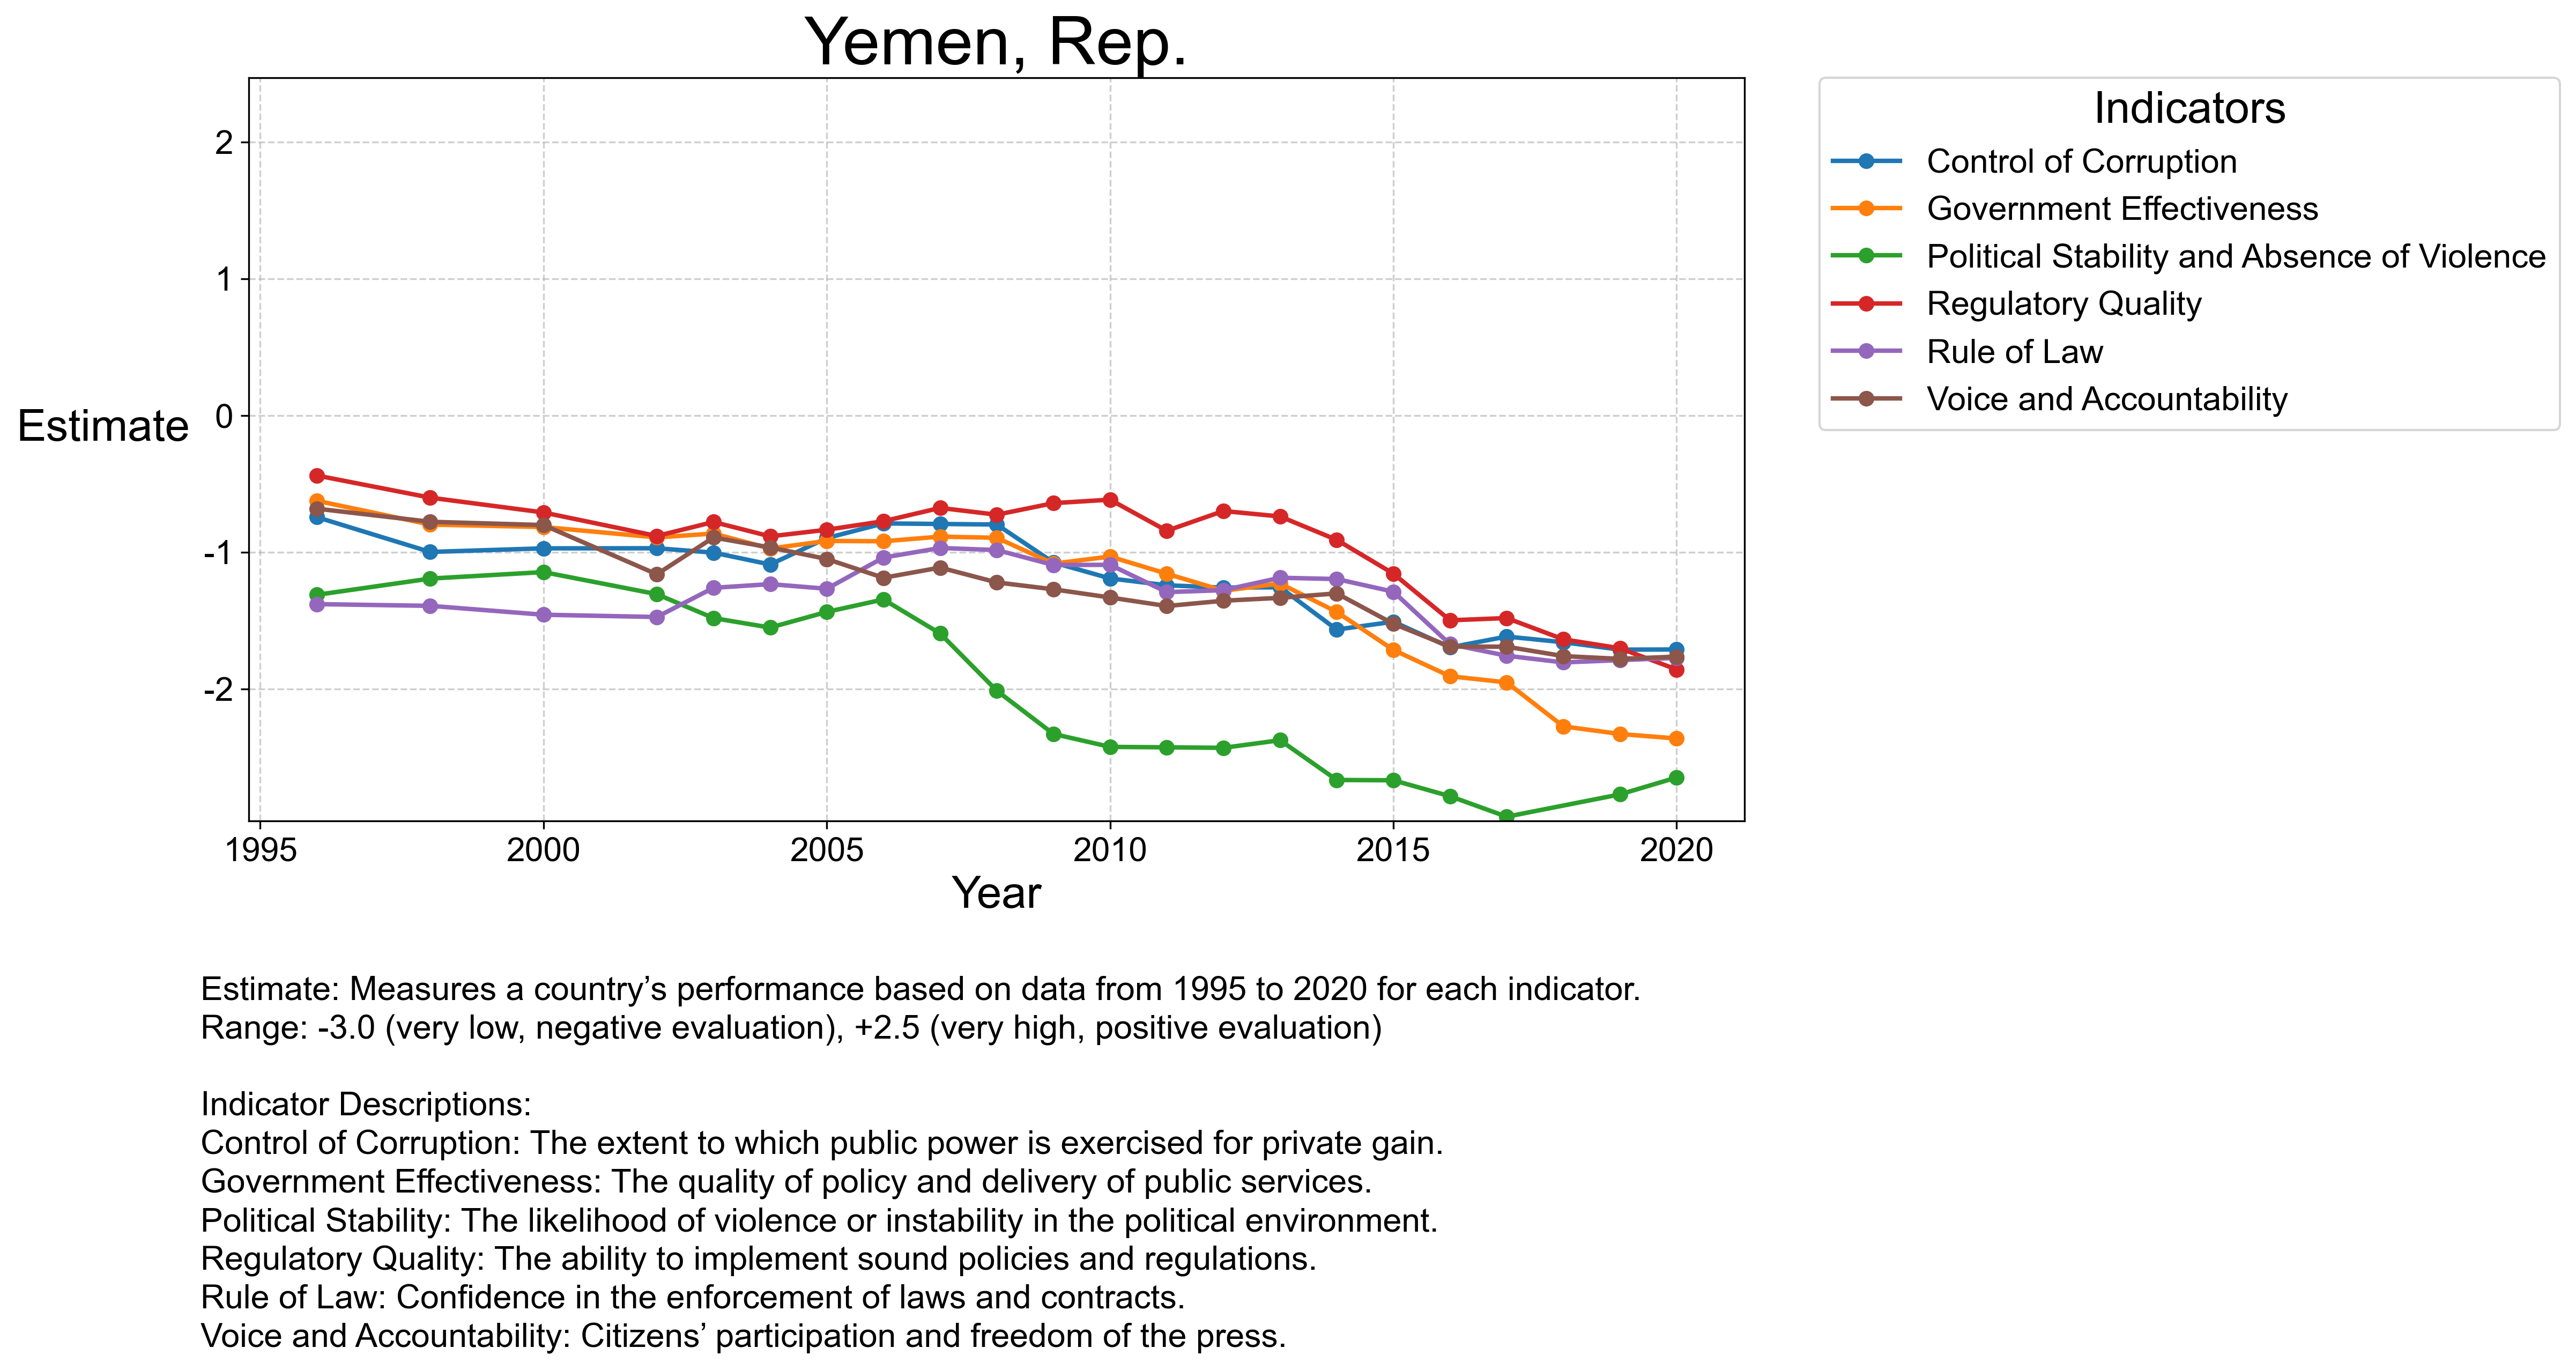 Yemen, Rep.
Indicators
Control of Corruption
Government Effectiveness
Political Stability and Absence of Violence
Regulatory Quality
Rule of Law
Voice and Accountability
2
1
0
-1
-2
Estimate
1995
2000
2005
2010
2015
2020
Year
Estimate: Measures a country’s performance based on data from 1995 to 2020 for each indicator.
Range: -3.0 (very low, negative evaluation), +2.5 (very high, positive evaluation)
Indicator Descriptions:
Control of Corruption: The extent to which public power is exercised for private gain.
Government Effectiveness: The quality of policy and delivery of public services.
Political Stability: The likelihood of violence or instability in the political environment.
Regulatory Quality: The ability to implement sound policies and regulations.
Rule of Law: Confidence in the enforcement of laws and contracts.
Voice and Accountability: Citizens’ participation and freedom of the press.